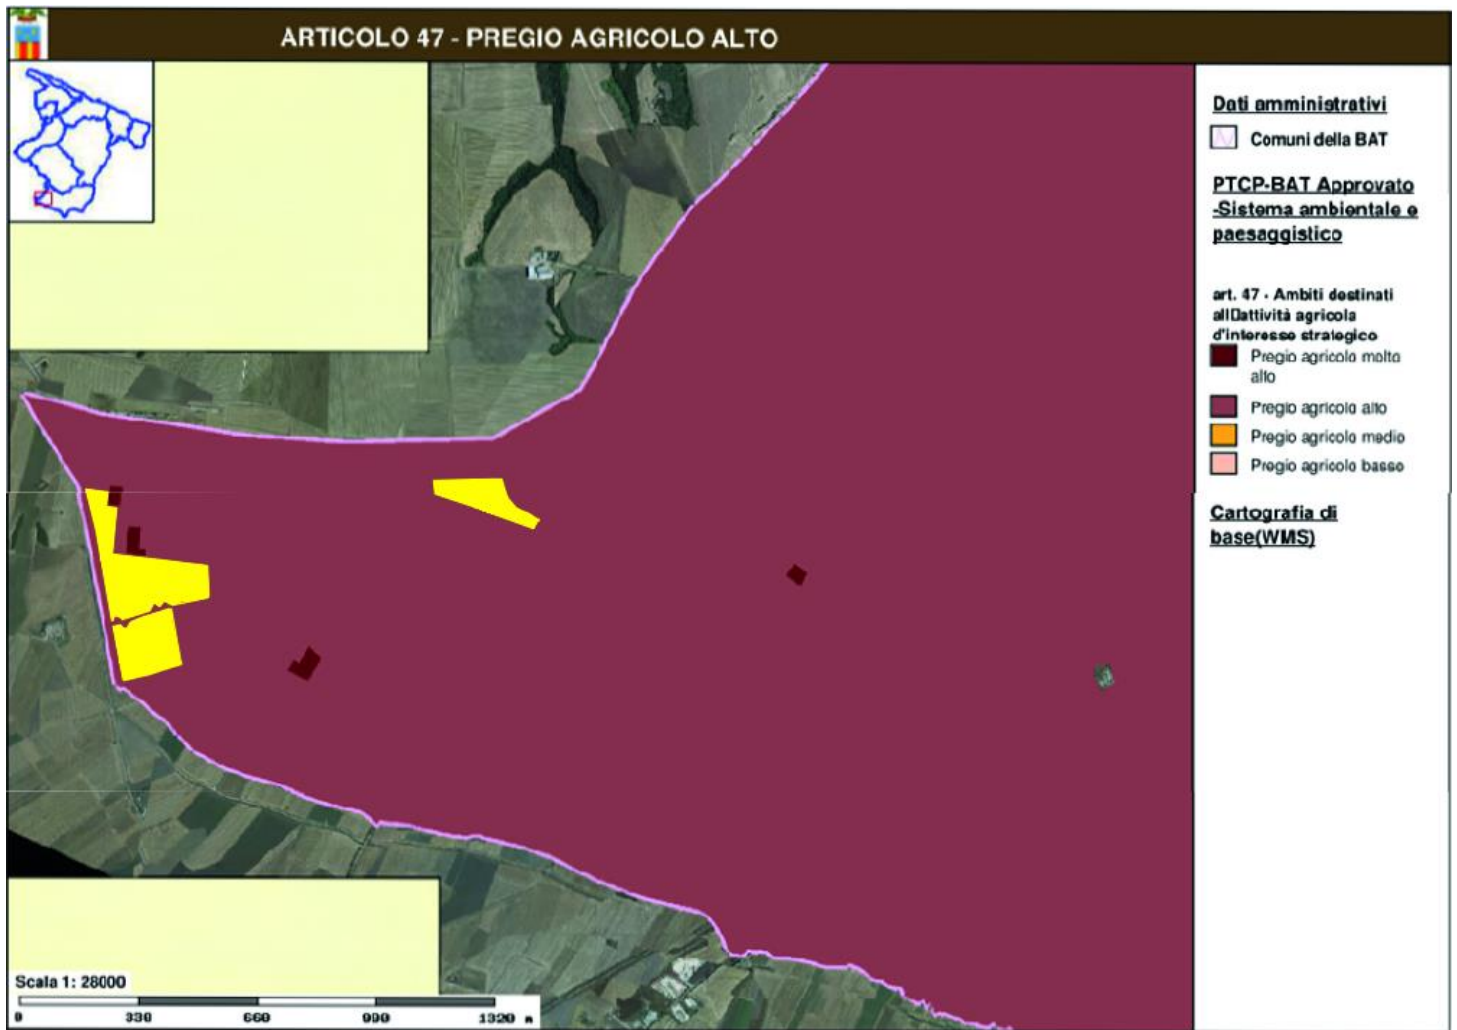 ARTICOLO 47 - PREGIO AGRICOLO ALTO
Dati amministrativi
Comuni della BAT
PTCP-BAT Approvato
-Sistema ambientale e
paesaggistico
art. 47 - Ambiti destinati
all□attività agricola
d'interesse strategico
Pregio agricolo molto
alto
Pregio agricolo alto
Pregio agricolo medio
Pregio agricolo basso
Cartografia di
base(WMS)
Scala 1: 28000
0 330 660 990 1320 m